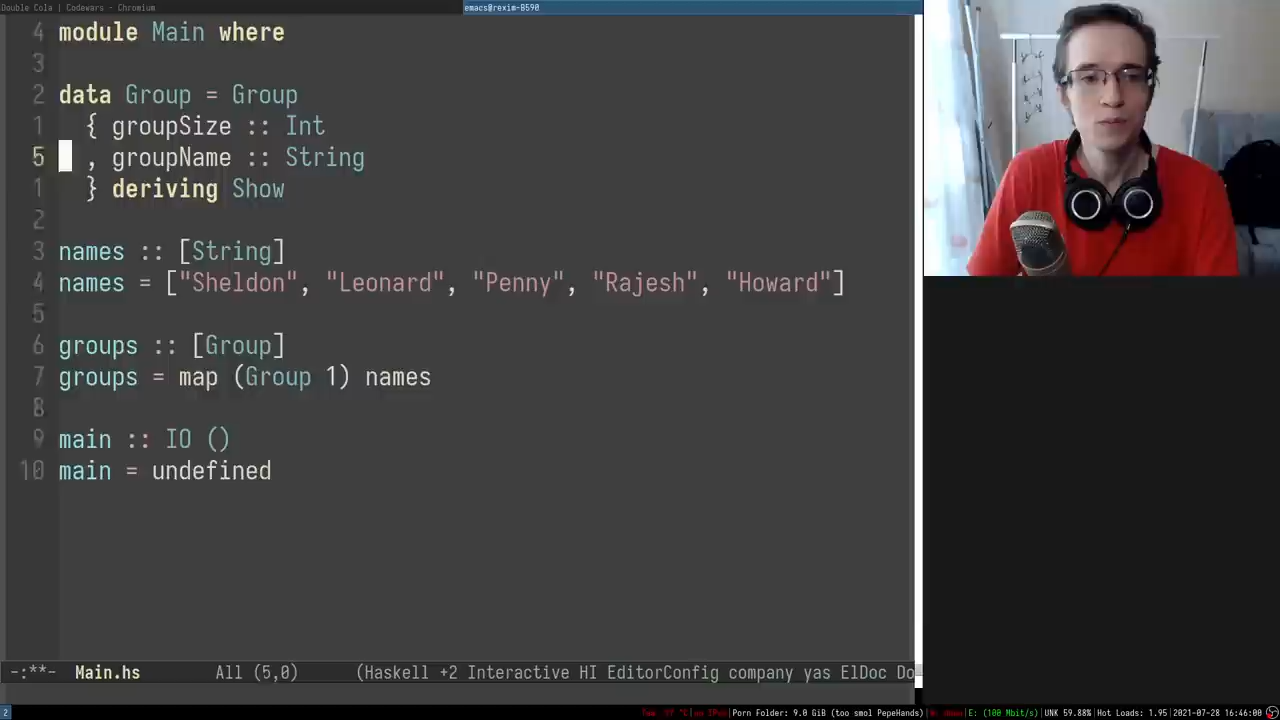 Double Cola | Codewars - Chromium
emacs@rexim-8590
4 module Main where
3
2 data Group = Group
1 { groupSize :: Int
5 , groupName :: String
1 } deriving Show
2
3 names :: [String]
4 names = ["Sheldon", "Leonard", "Penny", "Rajesh", "Howard"]
5
6 groups :: [Group]
7 groups = map (Group 1) names
8
9 main :: IO ()
10 main = undefined
-:**- Main.hs All (5,0) (Haskell +2 Interactive HI EditorConfig company yas ElDoc Do
2
Porn Folder: 9.0 GiB (too smol PepeHands) E: (100 Mbit/s) UNK 59.88% Hot Loads: 1.95 2021-07-28 16:46:00